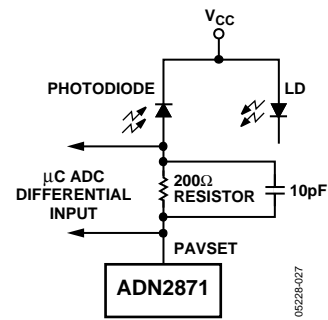 VCC
PHOTODIODE
LD
µC ADC
DIFFERENTIAL
INPUT
200Ω
RESISTOR
10pF
PAVSET
ADN2871
05228-027